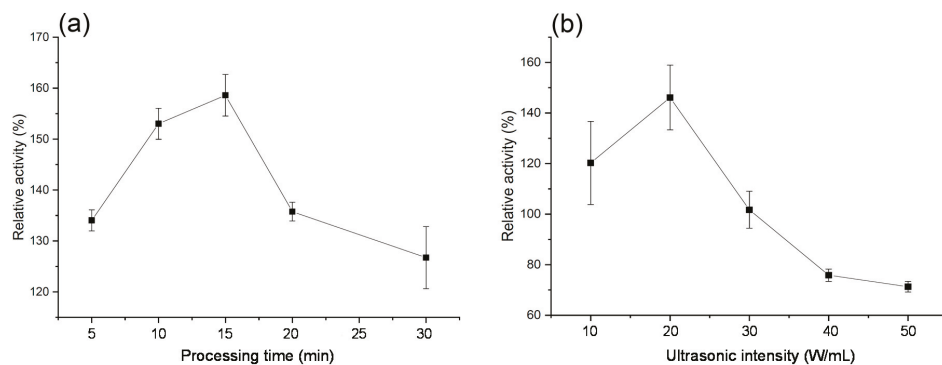 (a)
170
160
150
140
130
120
Relative activity (%)
5 10 15 20 25 30
Processing time (min)
(b)
160
140
120
100
80
60
Relative activity (%)
10 20 30 40 50
Ultrasonic intensity (W/mL)